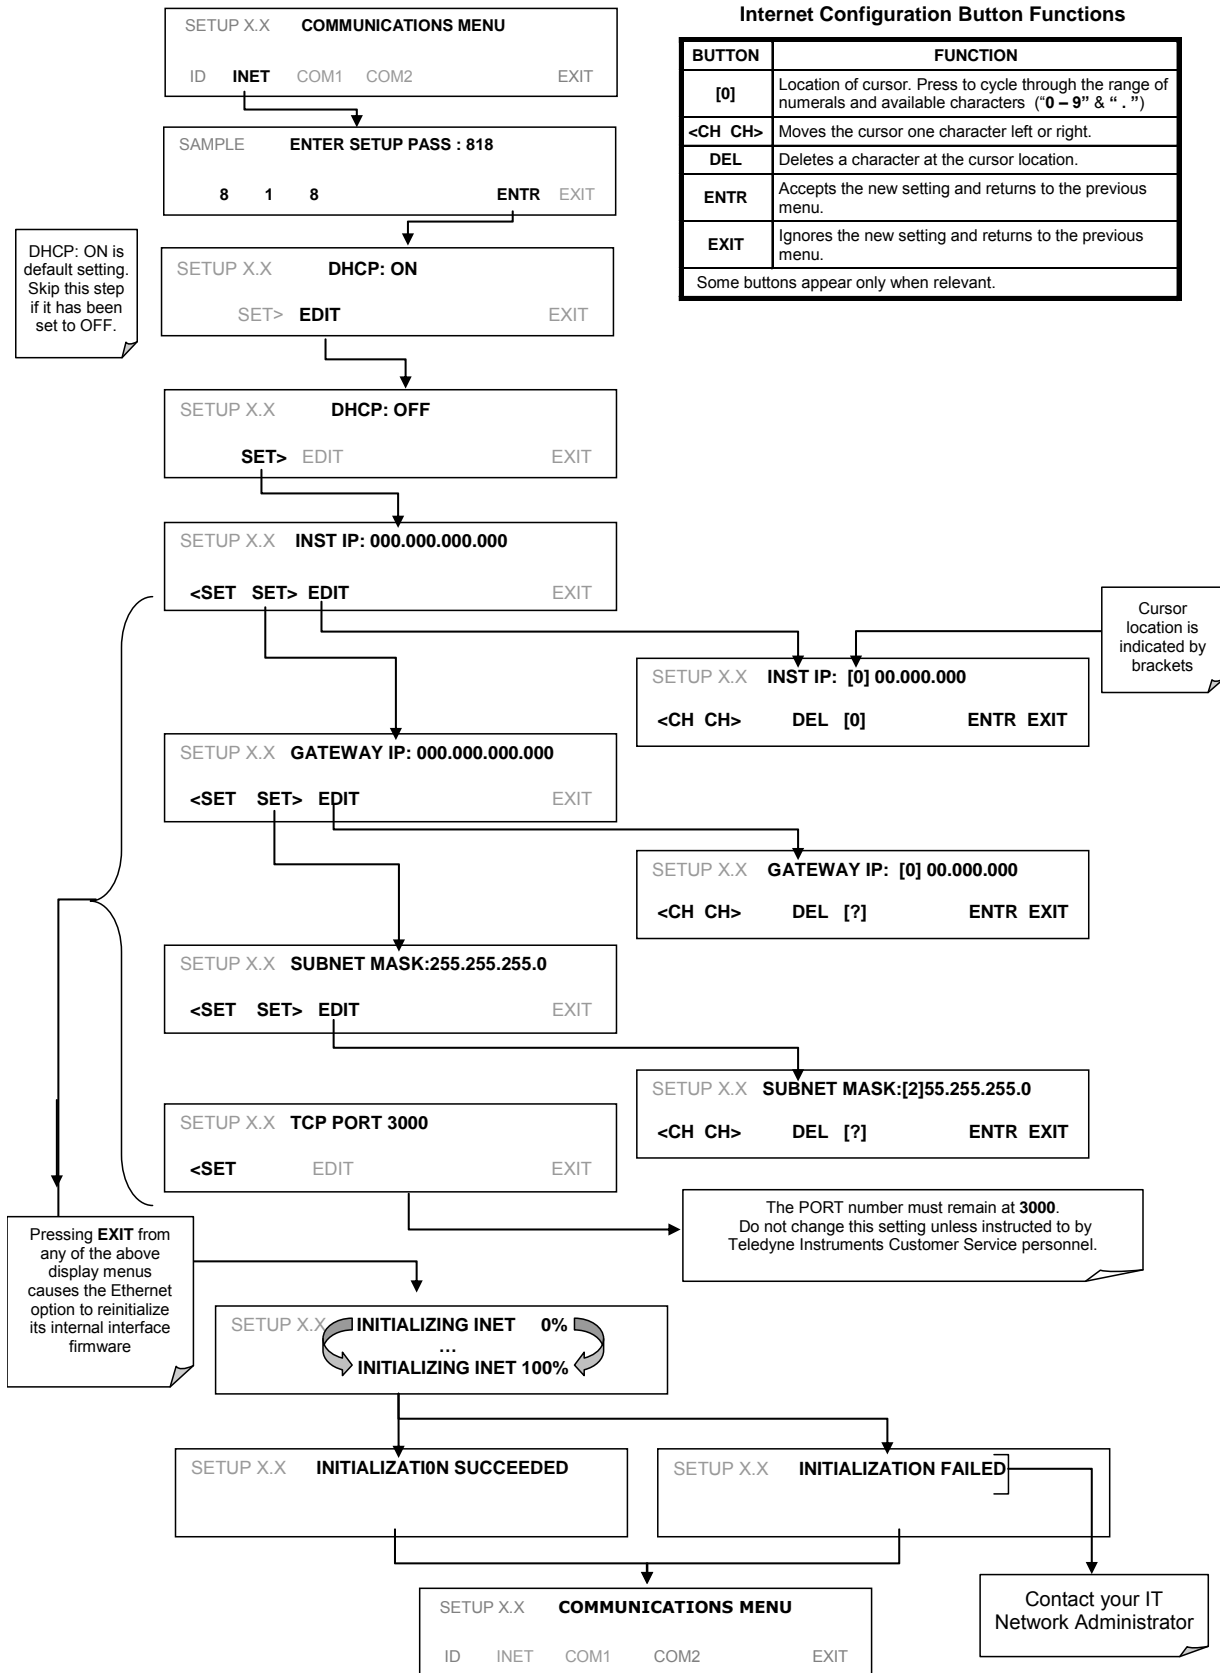 SETUP X.X COMMUNICATIONS MENU
ID INET COM1 COM2 EXIT
Internet Configuration Button Functions
BUTTON FUNCTION
[0] Location of cursor. Press to cycle through the range of
numerals and available characters (“0 – 9” & “ . ”)
<CH CH> Moves the cursor one character left or right.
DEL Deletes a character at the cursor location.
ENTR Accepts the new setting and returns to the previous
menu.
EXIT Ignores the new setting and returns to the previous
menu.
Some buttons appear only when relevant.
SAMPLE ENTER SETUP PASS : 818
8 1 8 ENTR EXIT
DHCP: ON is
default setting.
Skip this step
if it has been
set to OFF.
SETUP X.X DHCP: ON
SET> EDIT EXIT
SETUP X.X DHCP: OFF
SET> EDIT EXIT
SETUP X.X INST IP: 000.000.000.000
<SET SET> EDIT EXIT
Cursor
location is
indicated by
brackets
SETUP X.X INST IP: [0] 00.000.000
<CH CH> DEL [0] ENTR EXIT
SETUP X.X GATEWAY IP: 000.000.000.000
<SET SET> EDIT EXIT
SETUP X.X GATEWAY IP: [0] 00.000.000
<CH CH> DEL [?] ENTR EXIT
SETUP X.X SUBNET MASK:255.255.255.0
<SET SET> EDIT EXIT
SETUP X.X SUBNET MASK:[2]55.255.255.0
<CH CH> DEL [?] ENTR EXIT
SETUP X.X TCP PORT 3000
<SET EDIT EXIT
The PORT number must remain at 3000.
Do not change this setting unless instructed to by
Teledyne Instruments Customer Service personnel.
Pressing EXIT from
any of the above
display menus
causes the Ethernet
option to reinitialize
its internal interface
firmware
SETUP X.X INITIALIZING INET 0%
…
INITIALIZING INET 100%
SETUP X.X INITIALIZATI0N SUCCEEDED
SETUP X.X INITIALIZATION FAILED
Contact your IT
Network Administrator
SETUP X.X COMMUNICATIONS MENU
ID INET COM1 COM2 EXIT